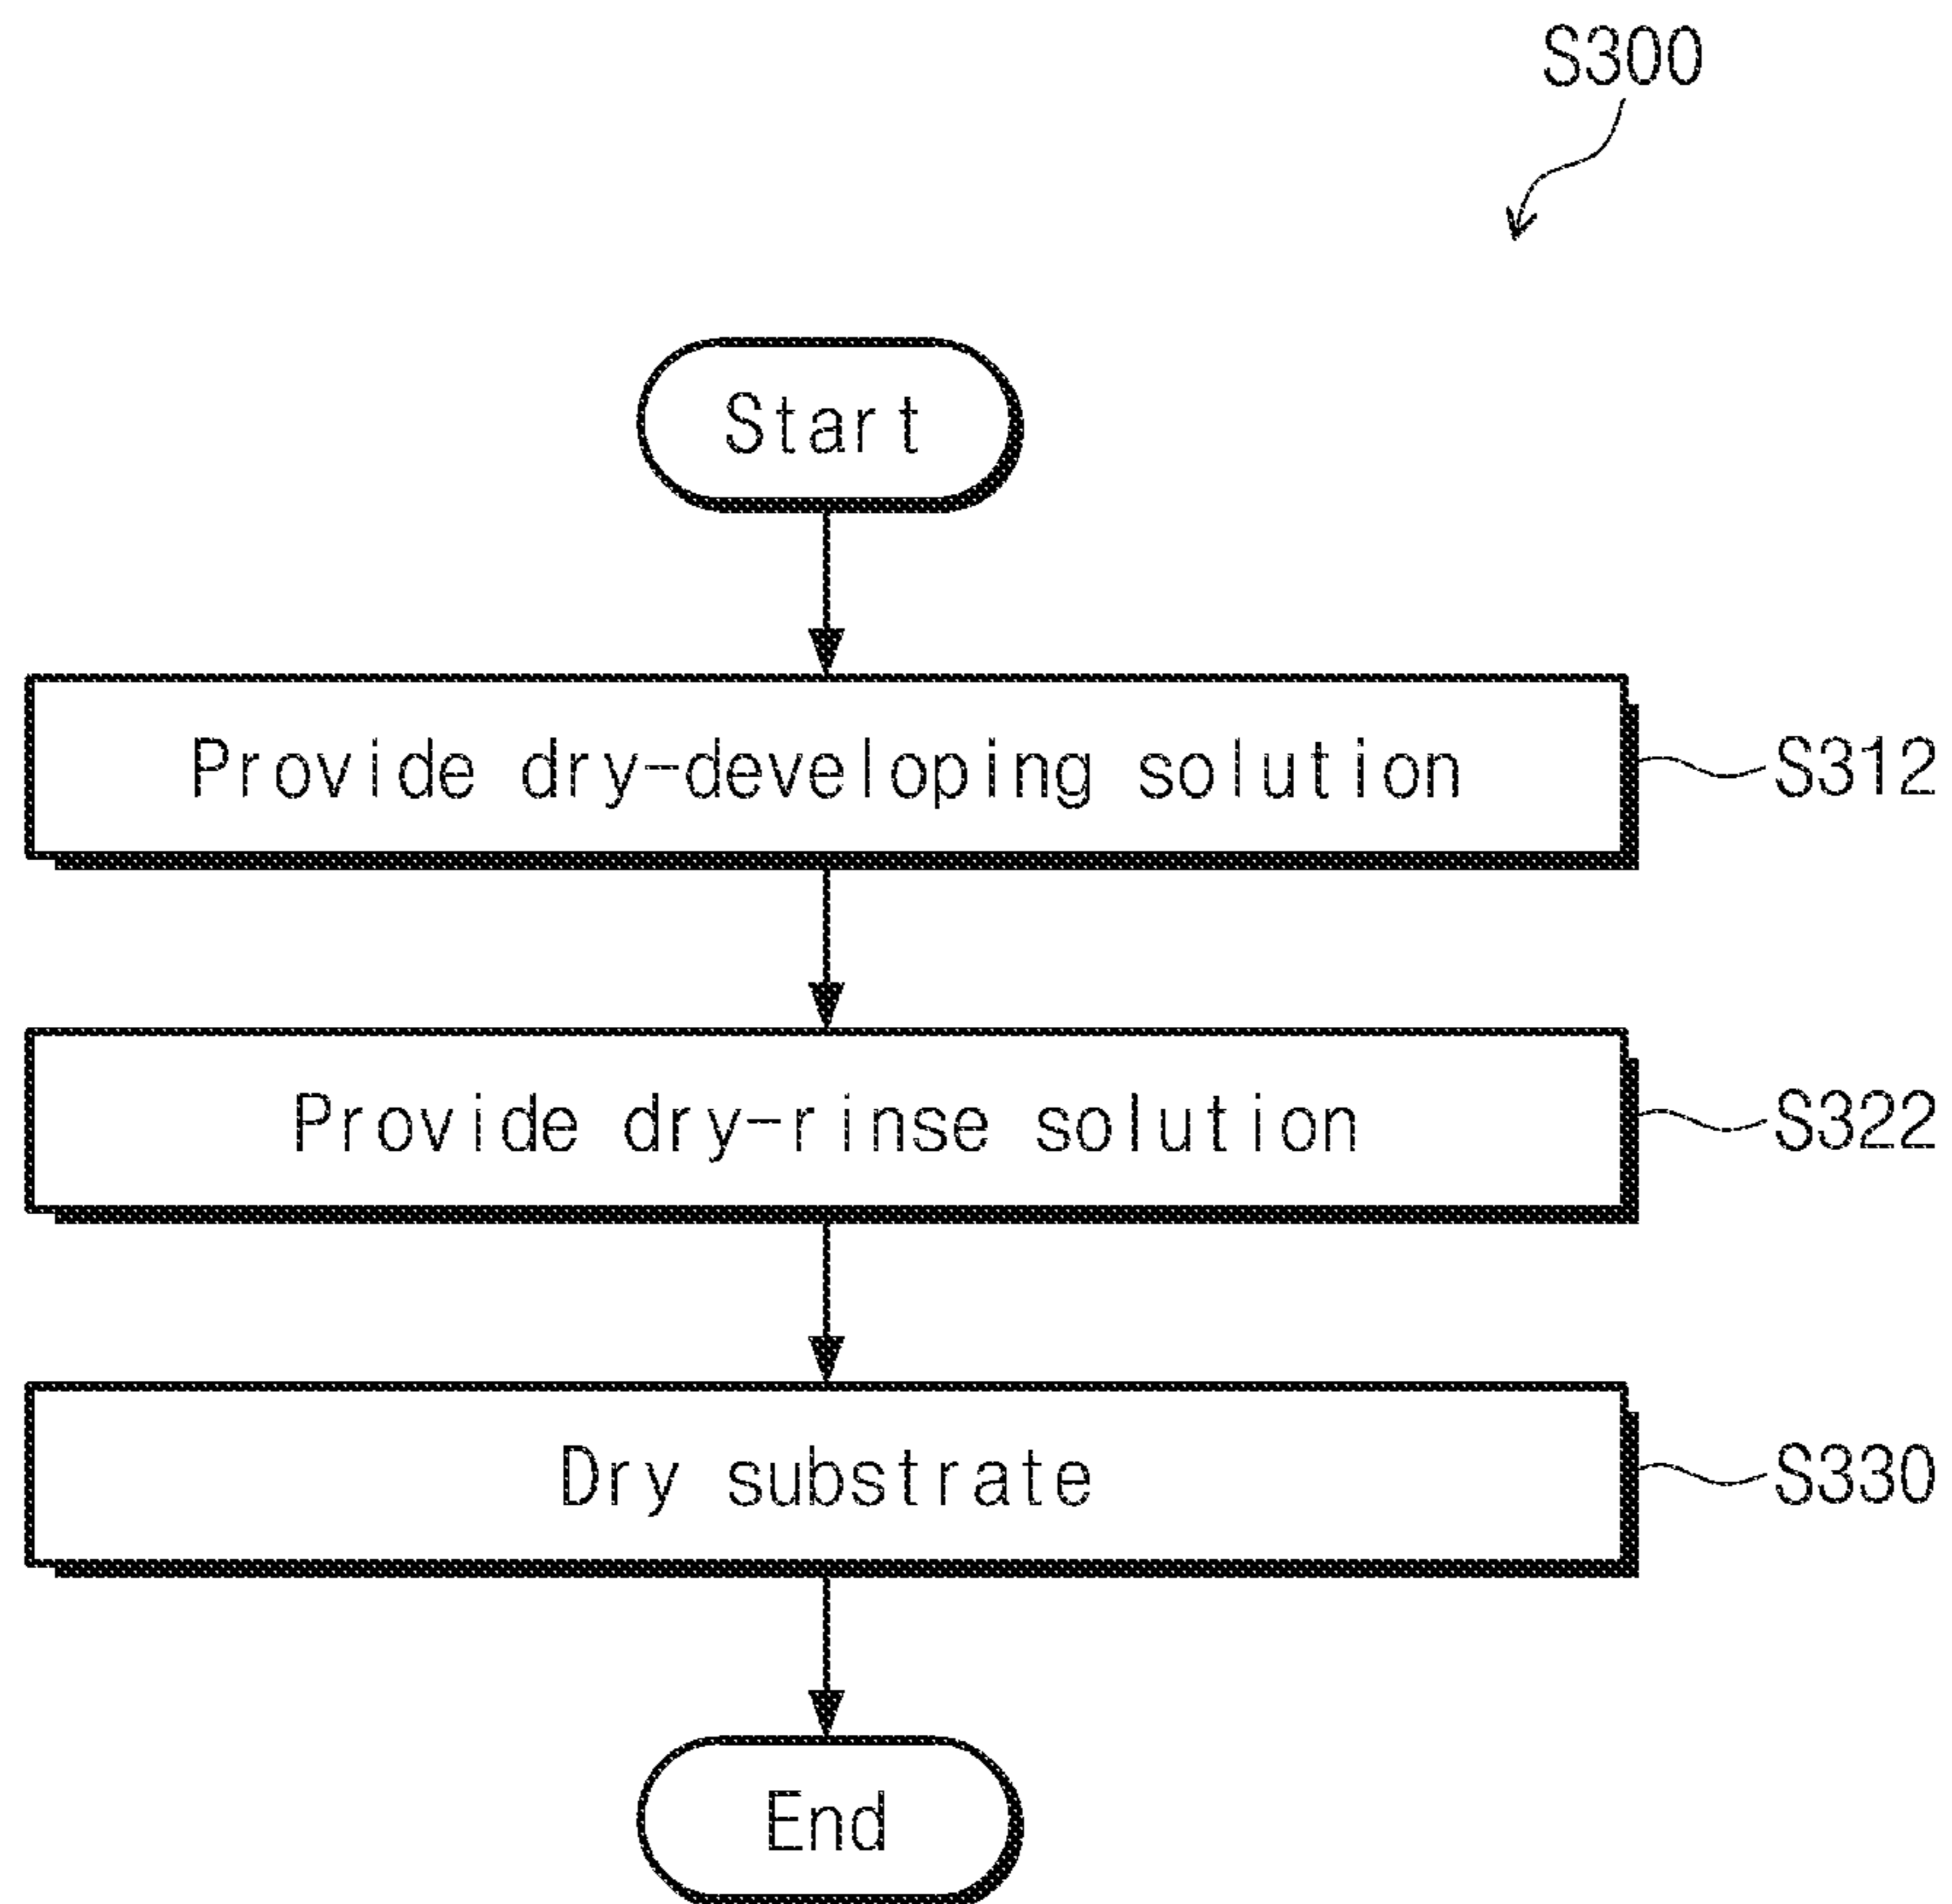 S300
Start
Provide dry-developing solution
S312
Provide dry-rinse solution
S322
Dry substrate
S330
End